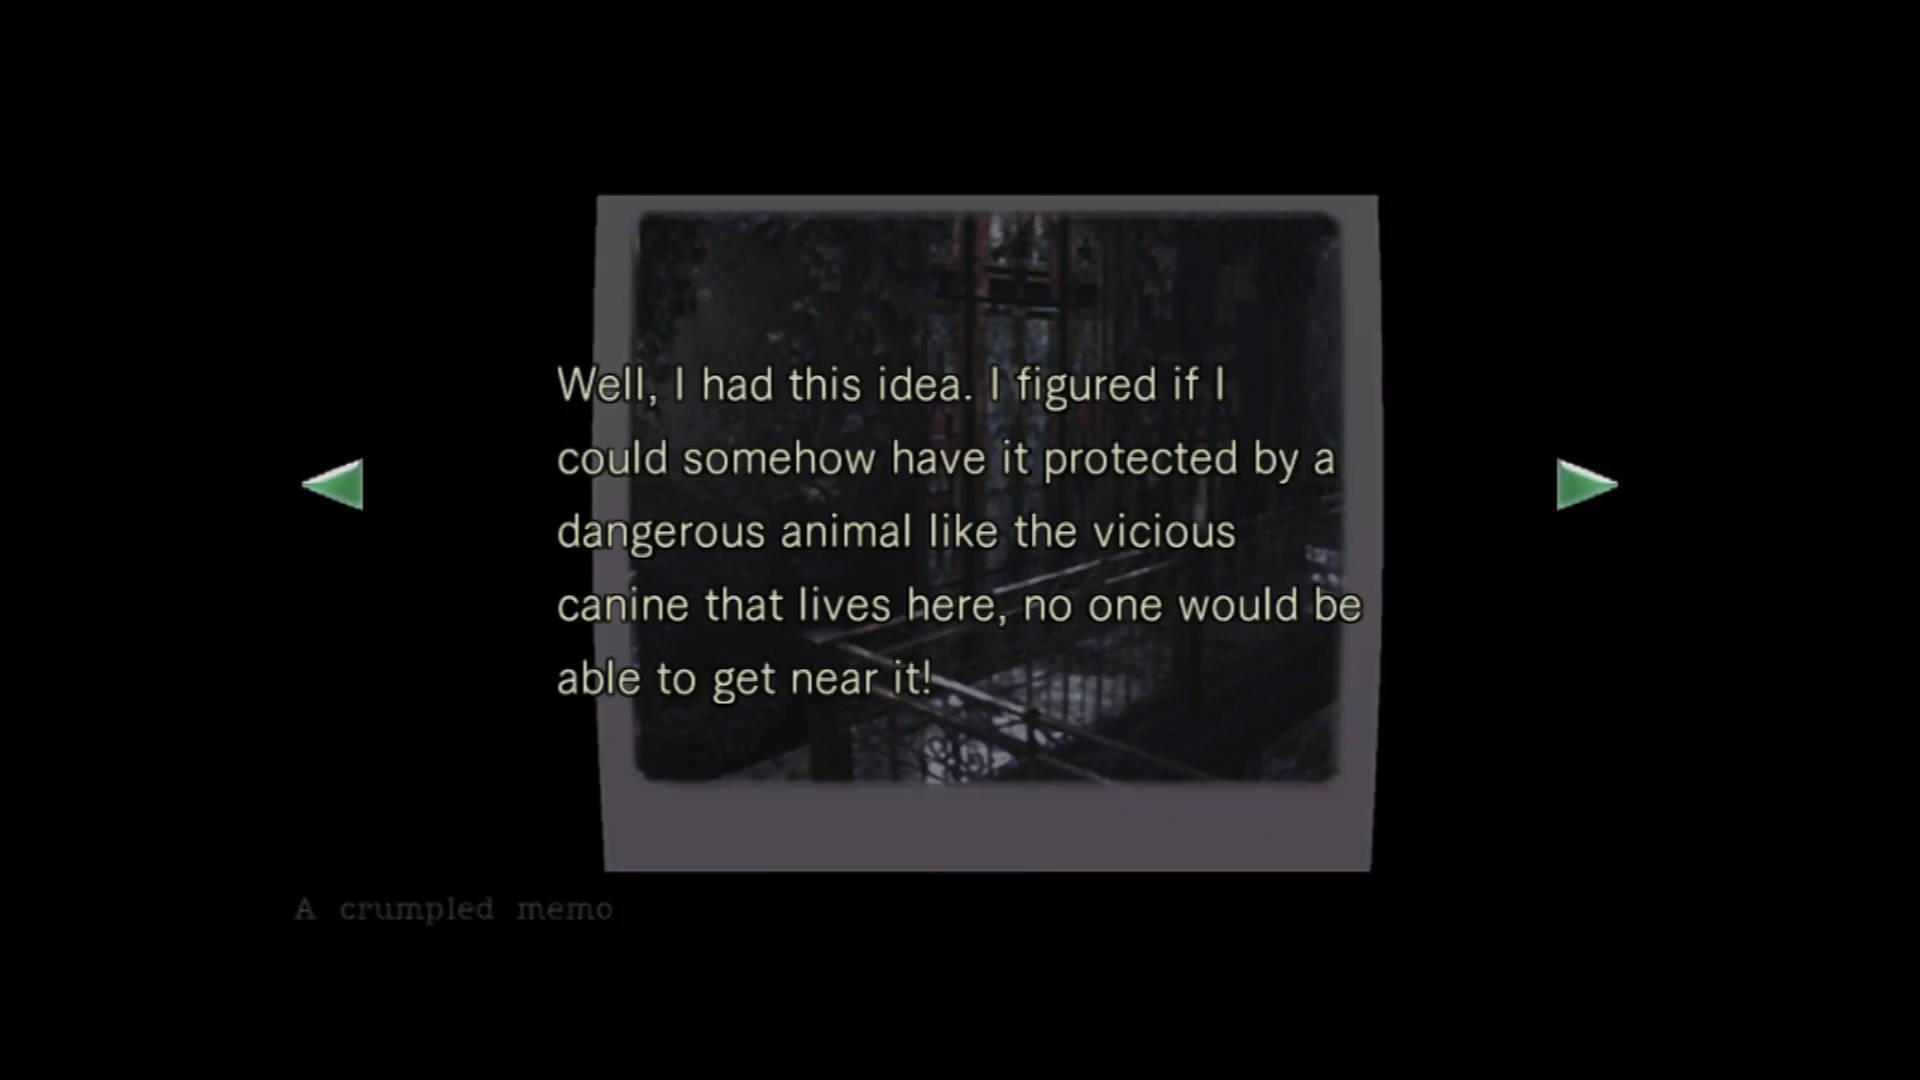 Well, I had this idea. I figured if I
could somehow have it protected by a
dangerous animal like the vicious
canine that lives here, no one would be
able to get near it!
A crumpled memo